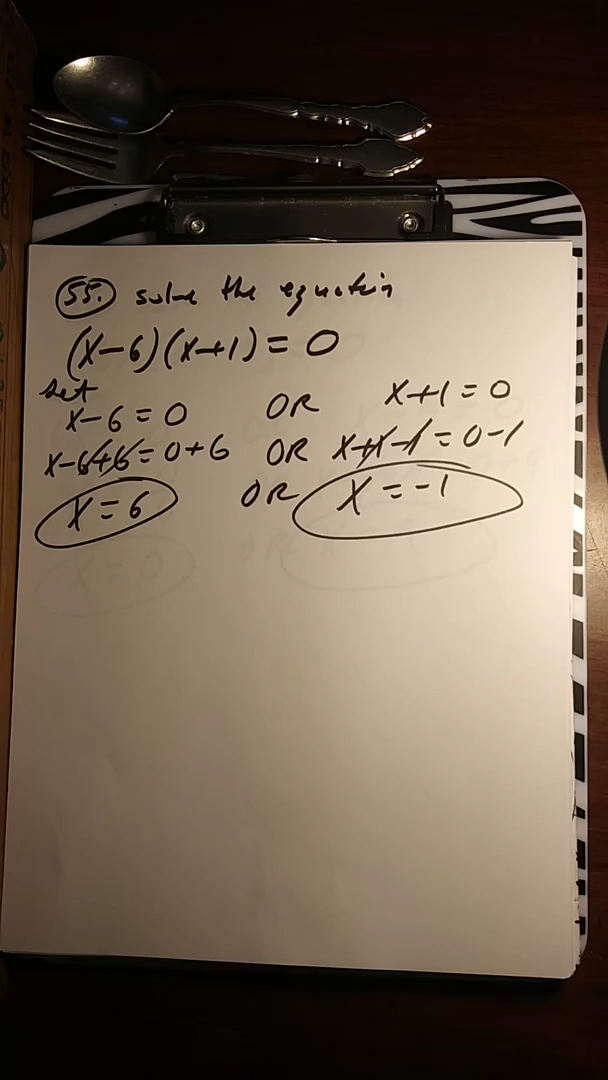 55. solve the equation
(x-6)(x+1)=0
set
x-6=0 OR x+1=0
x-6+6=0+6 OR x+1-1=0-1
x=6 OR x=-1